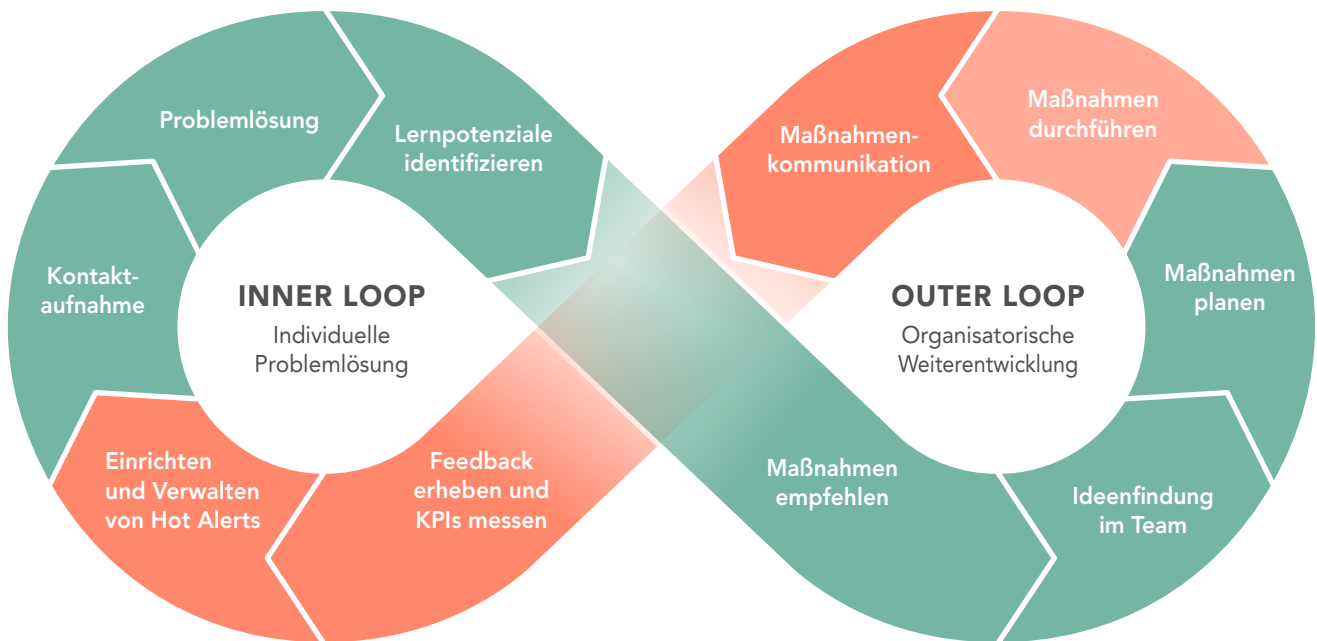 Problemlösung
Lernpotenziale
identifizieren
Maßnahmen-
kommunikation
Maßnahmen
durchführen
Kontakt-
aufnahme
INNER LOOP
Individuelle
Problemlösung
OUTER LOOP
Organisatorische
Weiterentwicklung
Maßnahmen
planen
Einrichten
und Verwalten
von Hot Alerts
Feedback
erheben und
KPIs messen
Maßnahmen
empfehlen
Ideenfindung
im Team